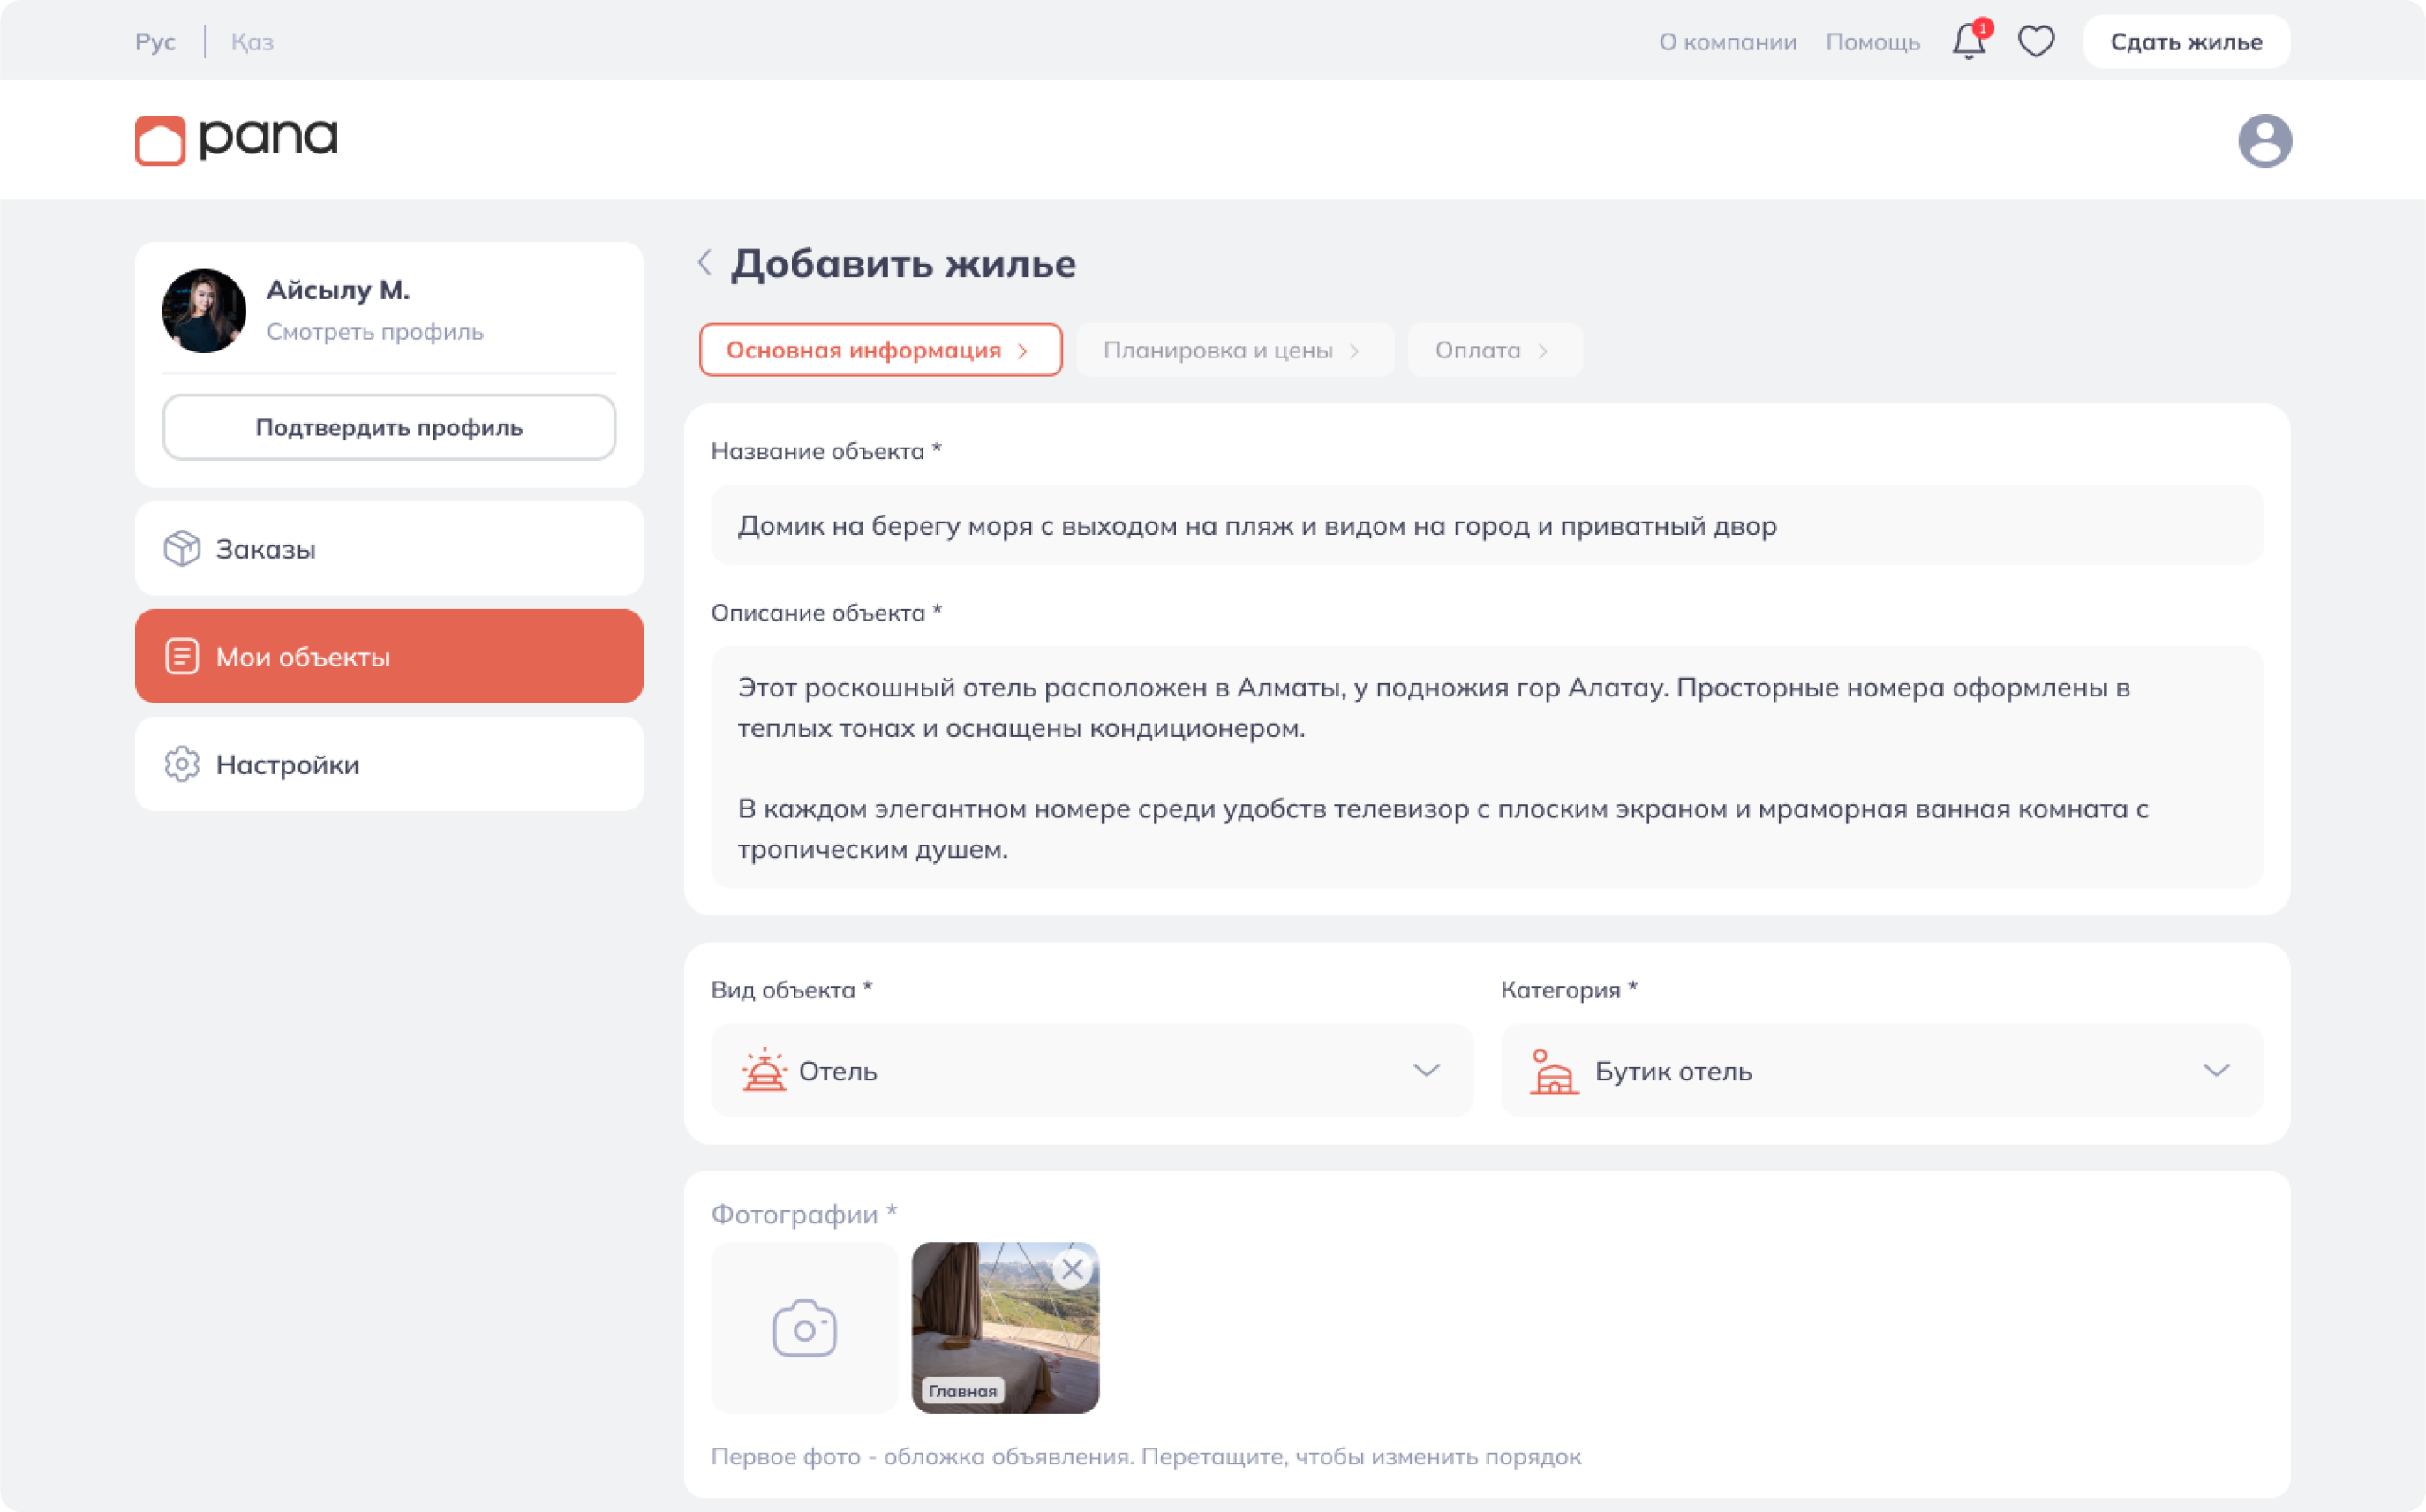 Рус
Қаз
О компании
Помощь
1
Сдать жилье
pana
Айсылу М.
Смотреть профиль
Подтвердить профиль
Заказы
Мои объекты
Настройки
Добавить жилье
Основная информация
Планировка и цены
Оплата
Название объекта *
Домик на берегу моря с выходом на пляж и видом на город и приватный двор
Описание объекта *
Этот роскошный отель расположен в Алматы, у подножия гор Алатау. Просторные номера оформлены в
теплых тонах и оснащены кондиционером.
В каждом элегантном номере среди удобств телевизор с плоским экраном и мраморная ванная комната с
тропическим душем.
Вид объекта *
Категория *
Отель
Бутик отель
Фотографии *
Главная
Первое фото - обложка объявления. Перетащите, чтобы изменить порядок